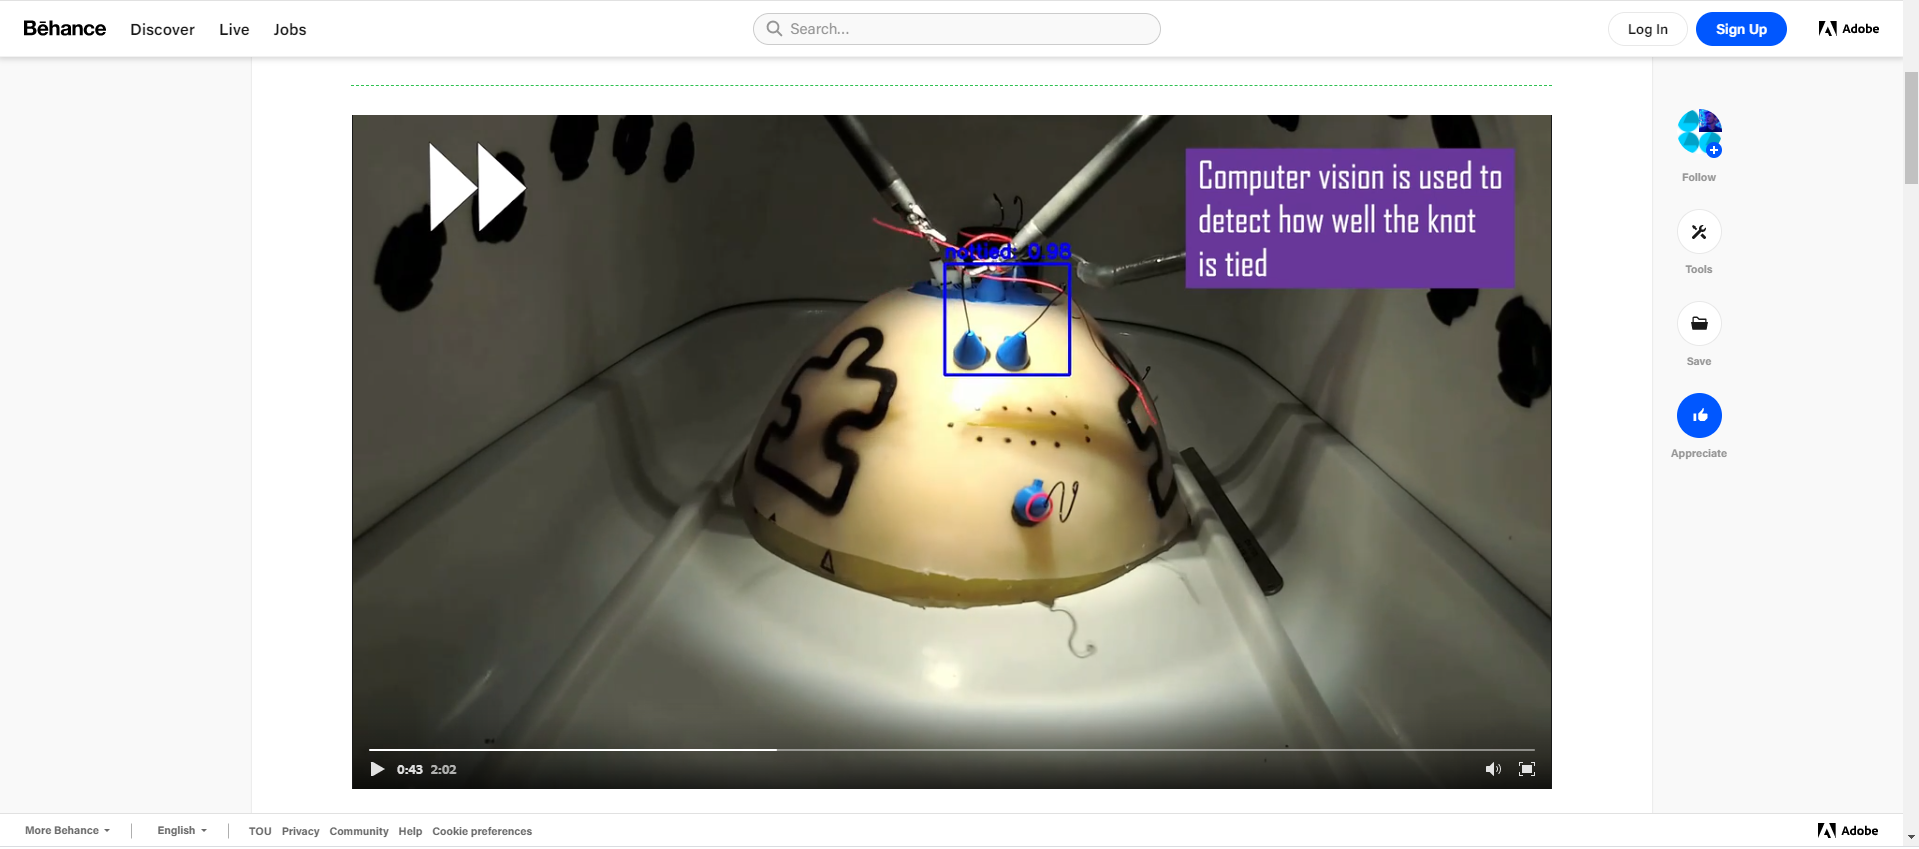 Bēhance Discover Live Jobs Search... Log In Sign Up Adobe
Computer vision is used to
detect how well the knot
is tied
nottied: 0.98
Follow
Tools
Save
Appreciate
0:43 2:02
More Behance English TOU Privacy Community Help Cookie preferences Adobe